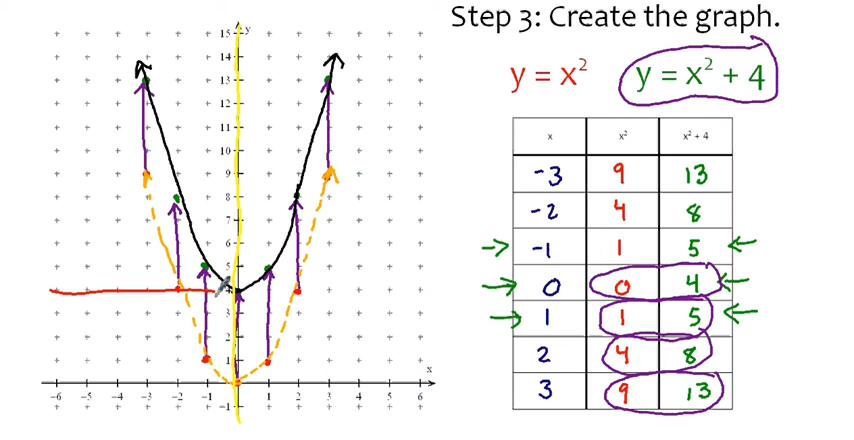 Step 3: Create the graph.
y = x² y = x² + 4
x x² x² + 4
-3 9 13
-2 4 8
-1 1 5
0 0 4
1 1 5
2 4 8
3 9 13
y
15
14
13
12
11
10
9
8
7
6
5
4
3
2
1
−1
−6 −5 −4 −3 −2 −1 0 1 2 3 4 5 6
x